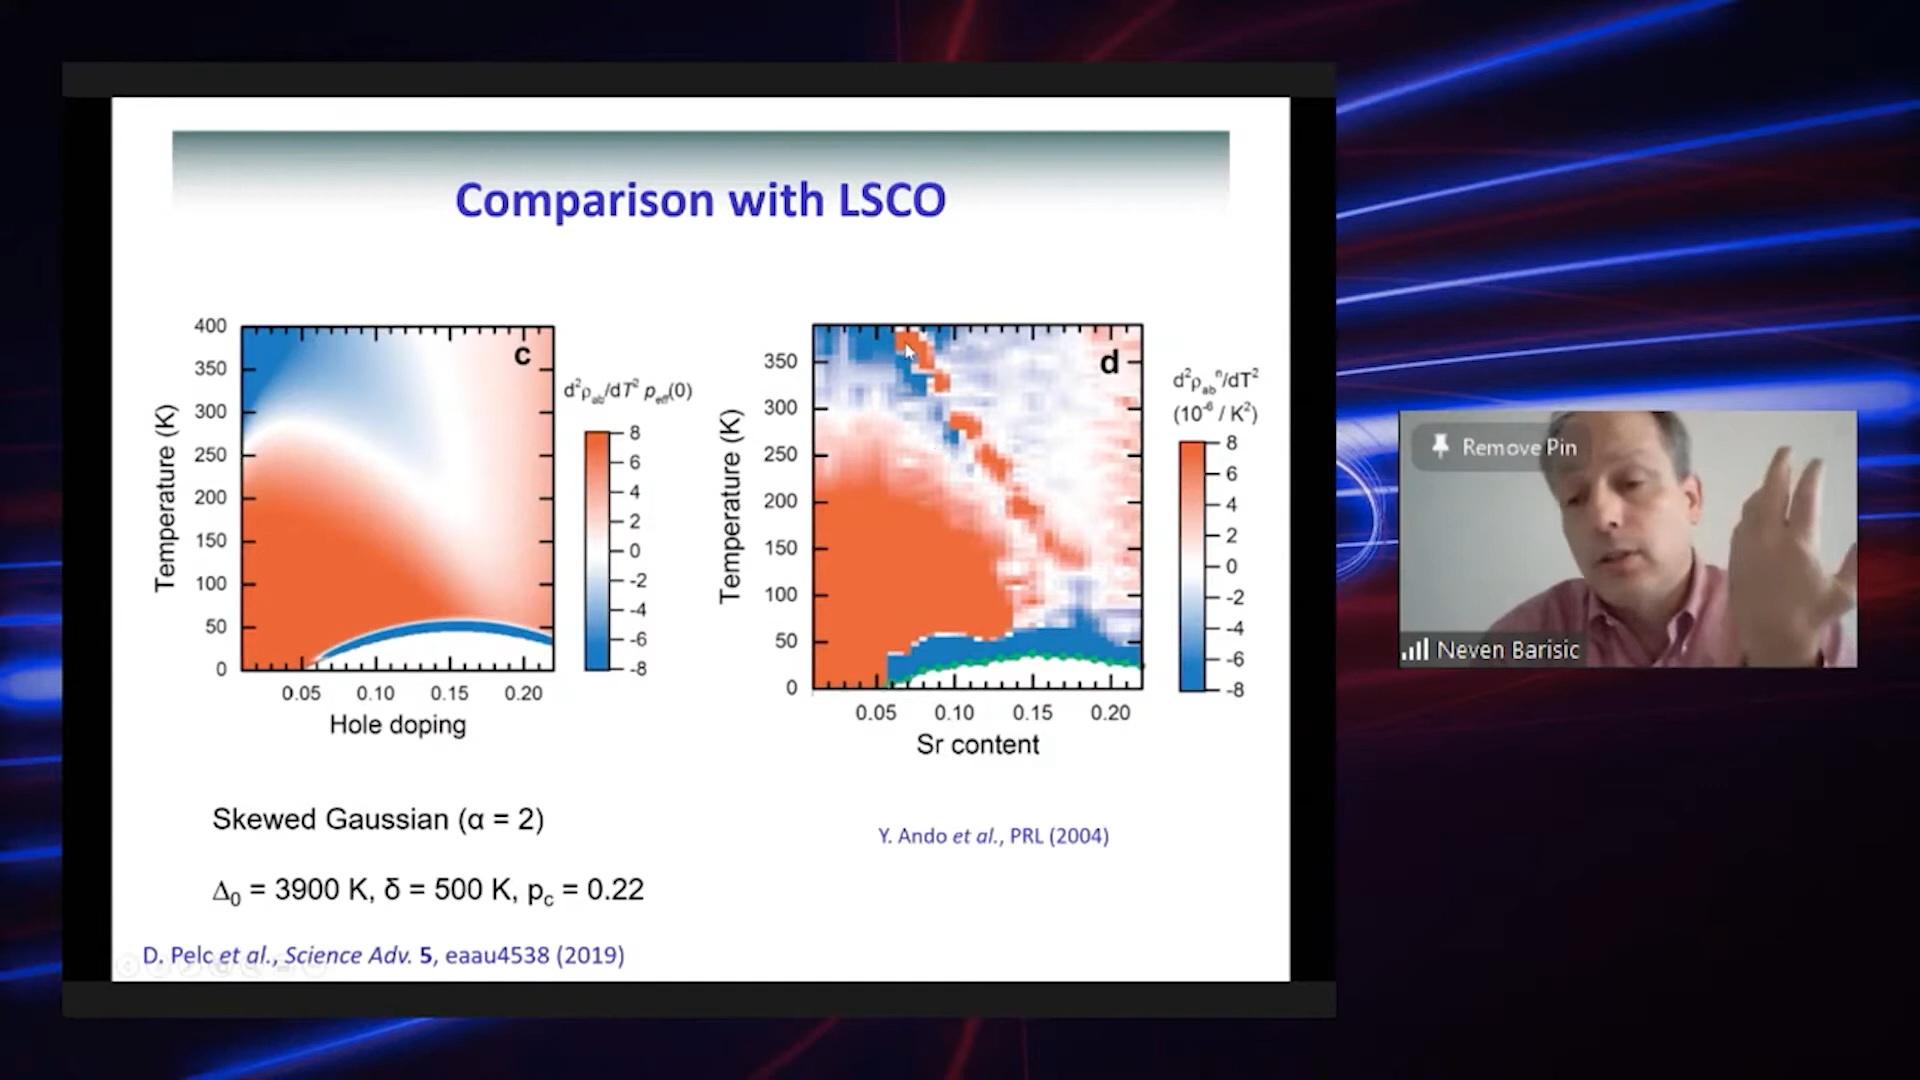 Comparison with LSCO
400
350
300
250
200
150
100
50
0
Temperature (K)
c
0.05 0.10 0.15 0.20
Hole doping
d²ρab/dT² peff(0)
8
6
4
2
0
-2
-4
-6
-8
350
300
250
200
150
100
50
0
Temperature (K)
d
0.05 0.10 0.15 0.20
Sr content
d²ρabⁿ/dT²
(10⁻⁶ / K²)
8
6
4
2
0
-2
-4
-6
-8
Skewed Gaussian (α = 2)
Δ₀ = 3900 K, δ = 500 K, pc = 0.22
D. Pelc et al., Science Adv. 5, eaau4538 (2019)
Y. Ando et al., PRL (2004)
Remove Pin
Neven Barisic